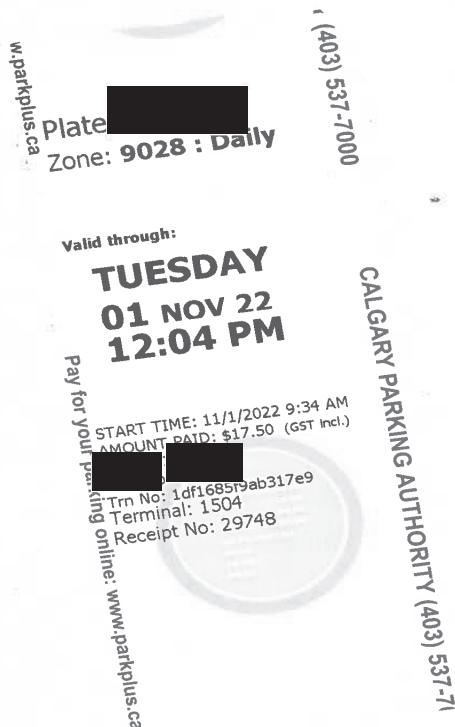 w.parkplus.ca
(403) 537-7000
Plate
Zone: 9028 : Daily
Valid through:
TUESDAY
01 NOV 22
12:04 PM
START TIME: 11/1/2022 9:34 AM
AMOUNT PAID: $17.50 (GST Incl.)
Trn No: 1df1685f9ab317e9
Terminal: 1504
Receipt No: 29748
Pay for your parking online: www.parkplus.ca
CALGARY PARKING AUTHORITY (403) 537-7